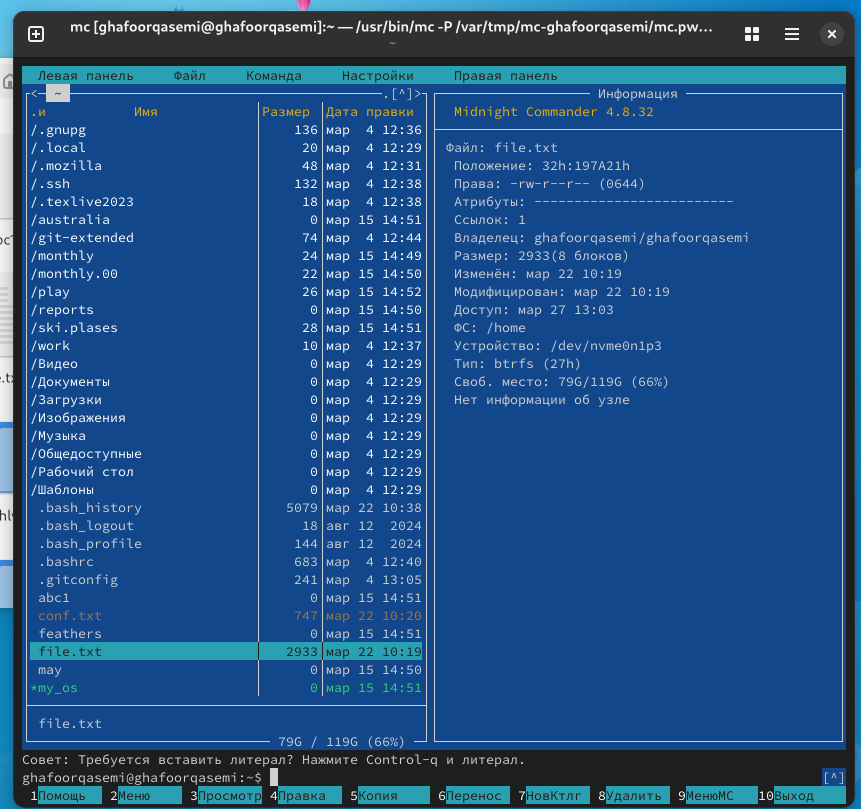 mc [ghafoorqasemi@ghafoorqasemi]:~ — /usr/bin/mc -P /var/tmp/mc-ghafoorqasemi/mc.pw…
~
Левая панель Файл Команда Настройки Правая панель
<— ~ .[^]>
.и Имя Размер Дата правки
/.gnupg 136 мар 4 12:36
/.local 20 мар 4 12:29
/.mozilla 48 мар 4 12:31
/.ssh 132 мар 4 12:38
/.texlive2023 18 мар 4 12:38
/australia 0 мар 15 14:51
/git-extended 74 мар 4 12:44
/monthly 24 мар 15 14:49
/monthly.00 22 мар 15 14:50
/play 26 мар 15 14:52
/reports 0 мар 15 14:50
/ski.plases 28 мар 15 14:51
/work 10 мар 4 12:37
/Видео 0 мар 4 12:29
/Документы 0 мар 4 12:29
/Загрузки 0 мар 4 12:29
/Изображения 0 мар 4 12:29
/Музыка 0 мар 4 12:29
/Общедоступные 0 мар 4 12:29
/Рабочий стол 0 мар 4 12:29
/Шаблоны 0 мар 4 12:29
.bash_history 5079 мар 22 10:38
.bash_logout 18 авг 12 2024
.bash_profile 144 авг 12 2024
.bashrc 683 мар 4 12:40
.gitconfig 241 мар 4 13:05
abc1 0 мар 15 14:51
conf.txt 747 мар 22 10:20
feathers 0 мар 15 14:51
file.txt 2933 мар 22 10:19
may 0 мар 15 14:50
*my_os 0 мар 15 14:51
file.txt
79G / 119G (66%)
Информация
Midnight Commander 4.8.32
Файл: file.txt
Положение: 32h:197A21h
Права: -rw-r--r-- (0644)
Атрибуты: -------------------------
Ссылок: 1
Владелец: ghafoorqasemi/ghafoorqasemi
Размер: 2933(8 блоков)
Изменён: мар 22 10:19
Модифицирован: мар 22 10:19
Доступ: мар 27 13:03
ФС: /home
Устройство: /dev/nvme0n1p3
Тип: btrfs (27h)
Своб. место: 79G/119G (66%)
Нет информации об узле
Совет: Требуется вставить литерал? Нажмите Control-q и литерал.
ghafoorqasemi@ghafoorqasemi:~$ [^]
1Помощь 2Меню 3Просмотр 4Правка 5Копия 6Перенос 7НовКтлг 8Удалить 9МенюMC 10Выход